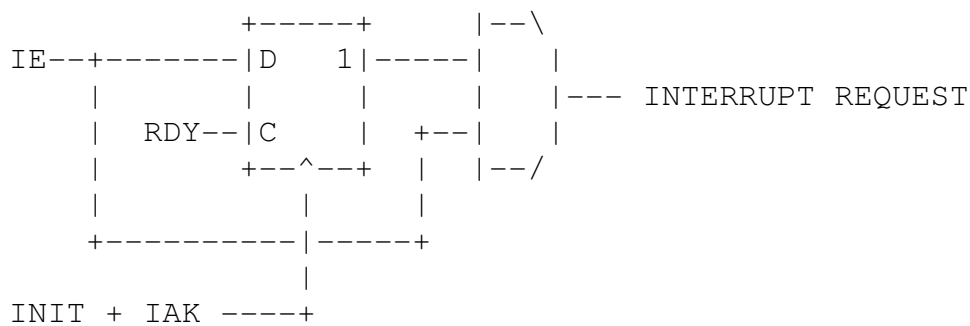 IE D 1
INTERRUPT REQUEST
RDY C
INIT + IAK